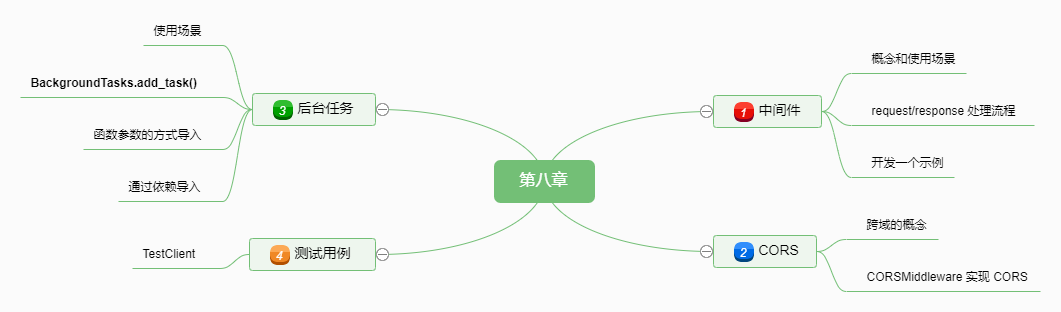 第八章
1 中间件
概念和使用场景
request/response 处理流程
开发一个示例
2 CORS
跨域的概念
CORSMiddleware 实现 CORS
3 后台任务
使用场景
BackgroundTasks.add_task()
函数参数的方式导入
通过依赖导入
4 测试用例
TestClient